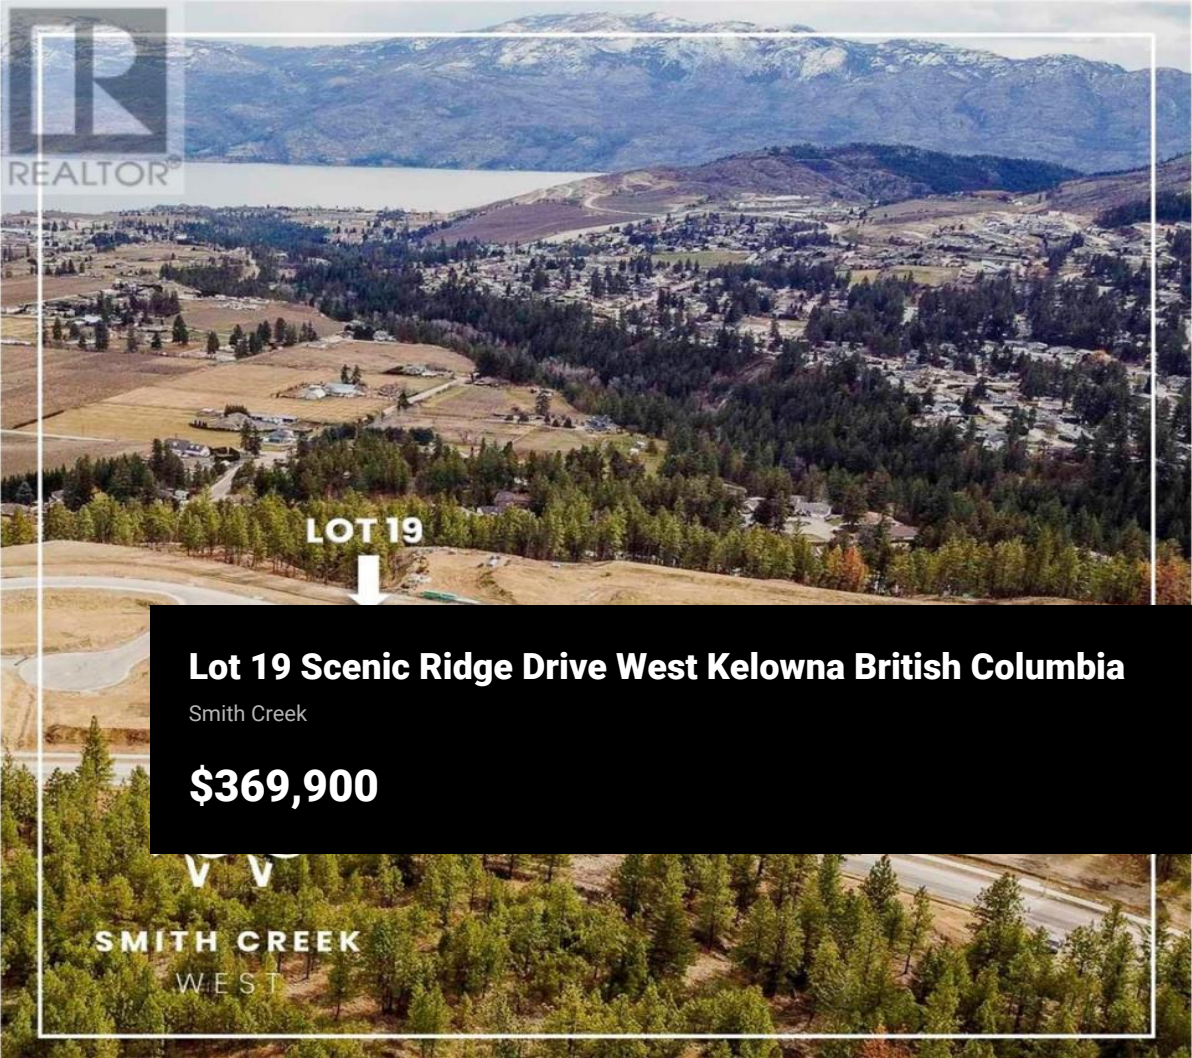 REALTOR®
LOT 19
Lot 19 Scenic Ridge Drive West Kelowna British Columbia
Smith Creek
$369,900
SMITH CREEK
WEST